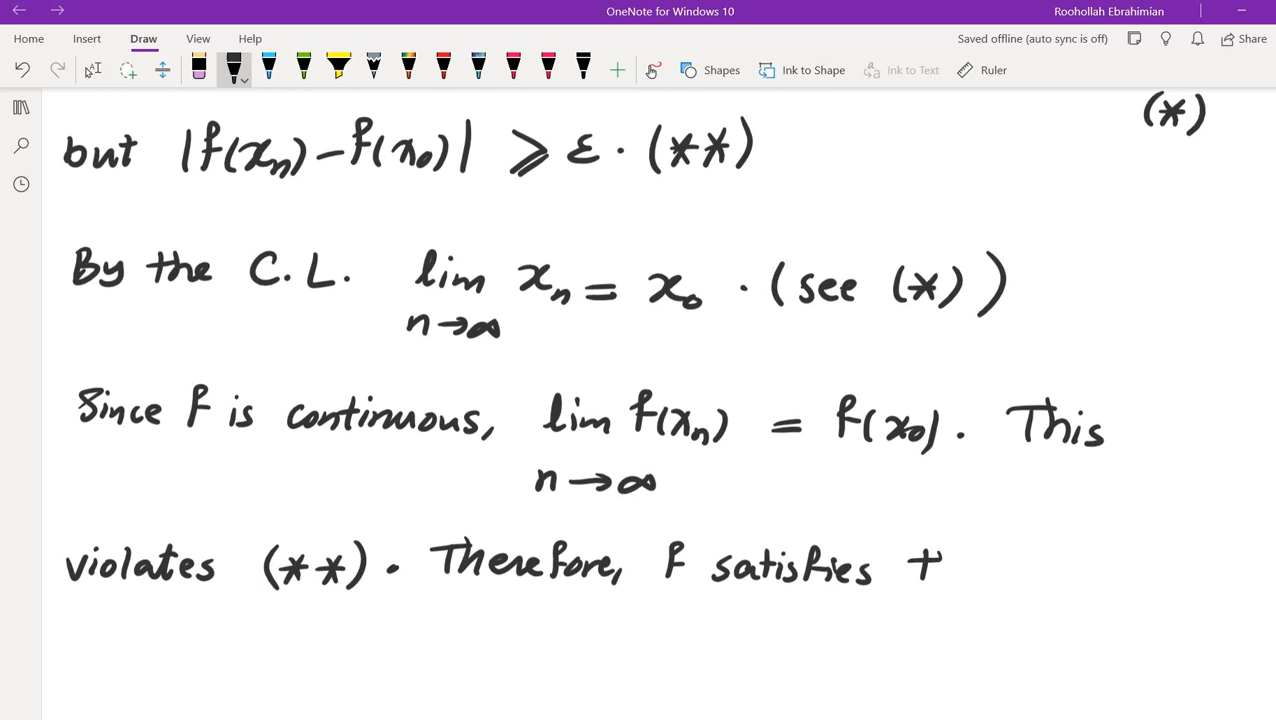 OneNote for Windows 10
Roohollah Ebrahimian
Home Insert Draw View Help
Saved offline (auto sync is off) Share
Shapes Ink to Shape Ink to Text Ruler
(*)
but |f(xₙ) − f(x₀)| ⩾ ε . (**)
By the C.L. lim xₙ = x₀ . (see (*))
n→∞
Since f is continuous, lim f(xₙ) = f(x₀). This
n→∞
violates (**). Therefore, f satisfies t